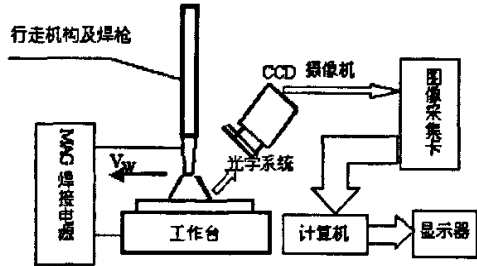 行走机构及焊枪
CCD 摄像机
图像采集卡
MAG 焊接电源
Vw
光学系统
工作台
计算机
显示器